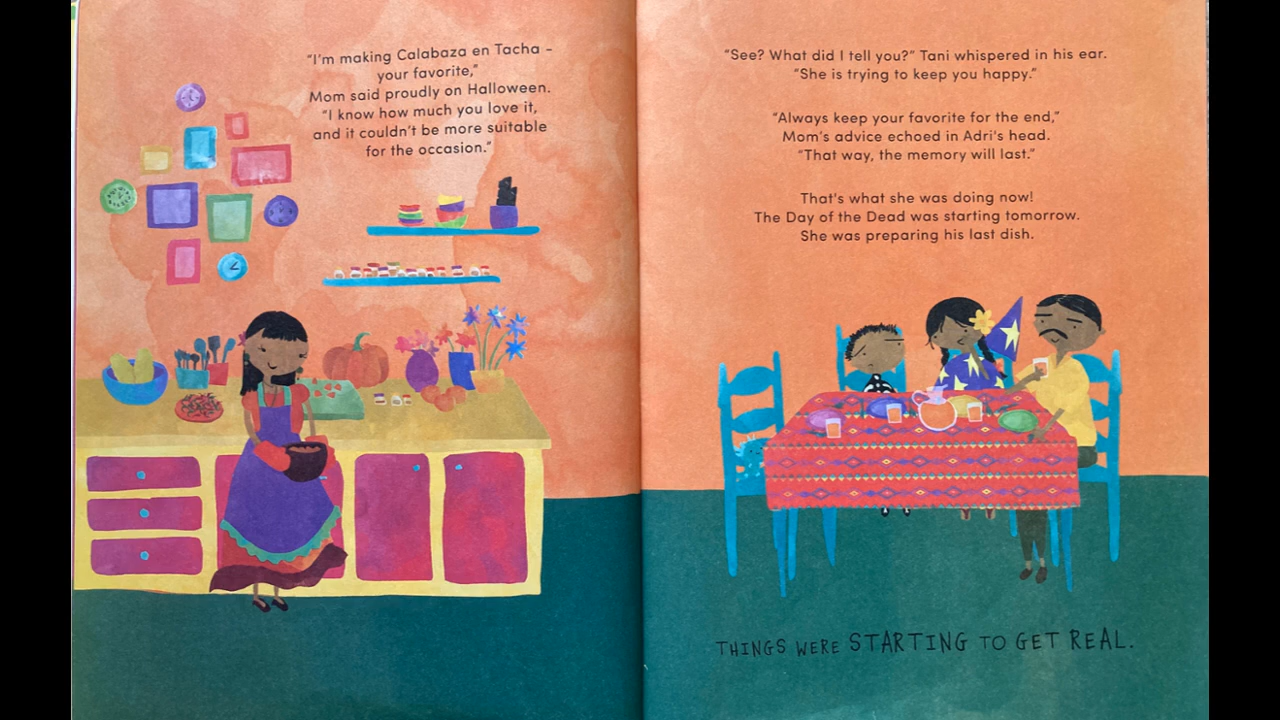 “I’m making Calabaza en Tacha –
your favorite,”
Mom said proudly on Halloween.
“I know how much you love it,
and it couldn’t be more suitable
for the occasion.”
“See? What did I tell you?” Tani whispered in his ear.
“She is trying to keep you happy.”
“Always keep your favorite for the end,”
Mom’s advice echoed in Adri’s head.
“That way, the memory will last.”
That’s what she was doing now!
The Day of the Dead was starting tomorrow.
She was preparing his last dish.
THINGS WERE STARTING TO GET REAL.